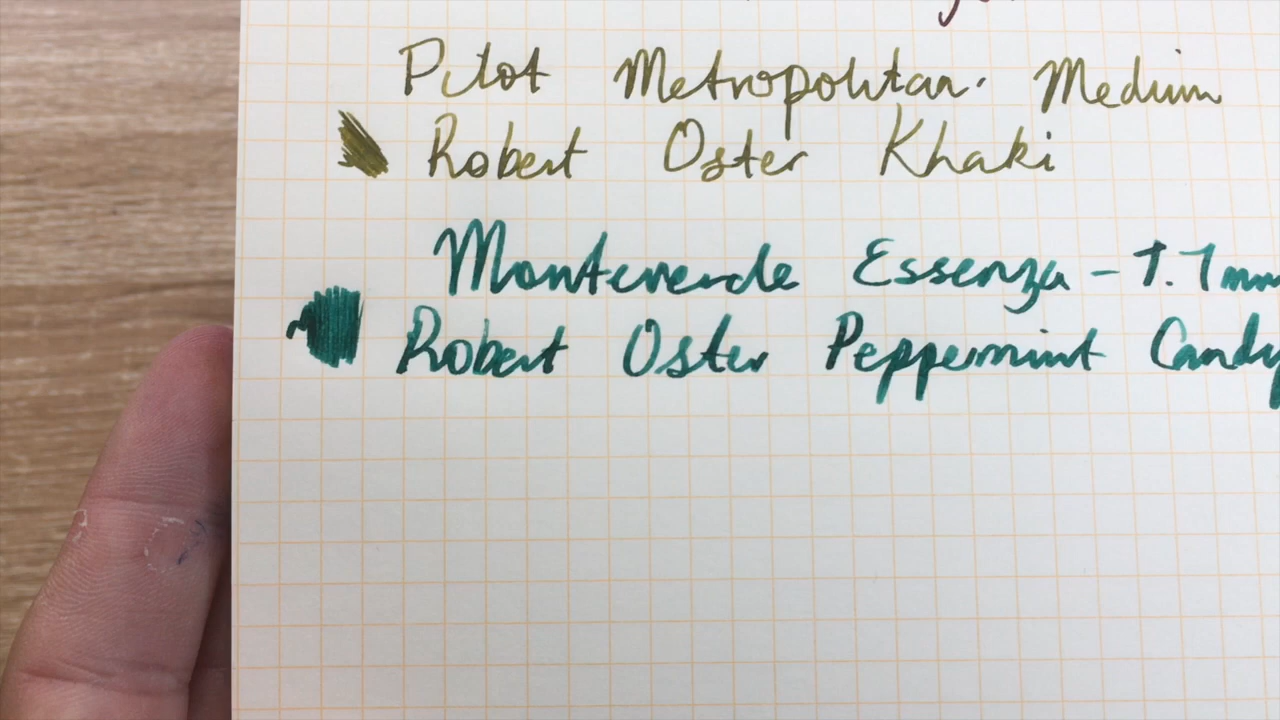 Pilot Metropolitan. Medium
Robert Oster Khaki
Monteverde Essenza - 1.1mm
Robert Oster Peppermint Candy